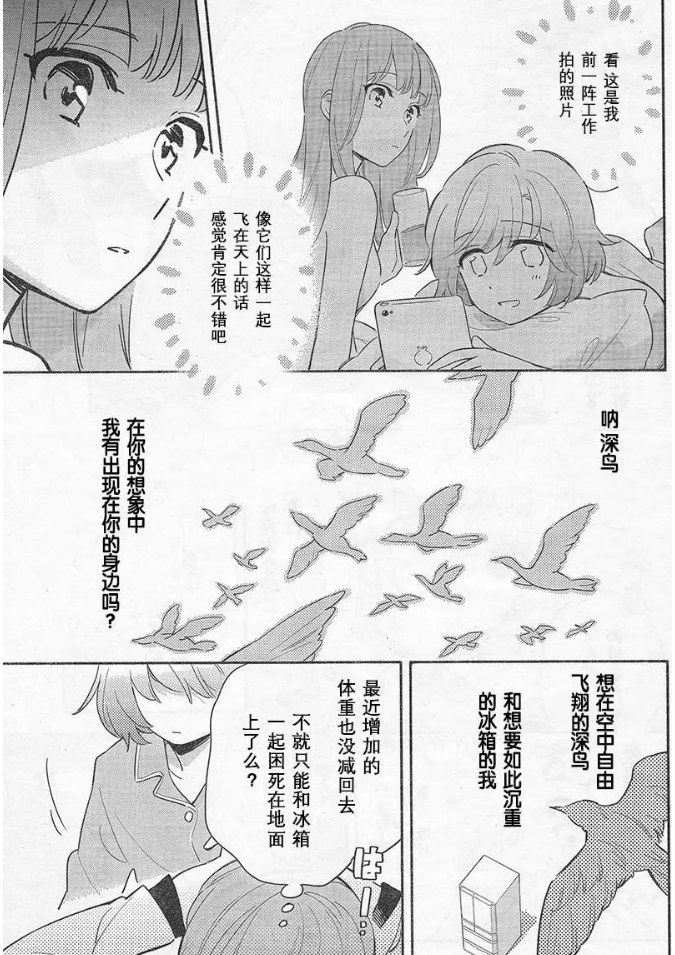 看 这是我
前一阵工作
拍的照片
像它们这样一起
飞在天上的话
感觉肯定很不错吧
呐 深鸟
在你的想象中
我有出现在你的身边吗？
想在空中自由
飞翔的深鸟
和想要如此沉重
的冰箱的我
最近增加的
体重也没减回去
不就只能和冰箱
一起困死在地面
上了么？
はー…